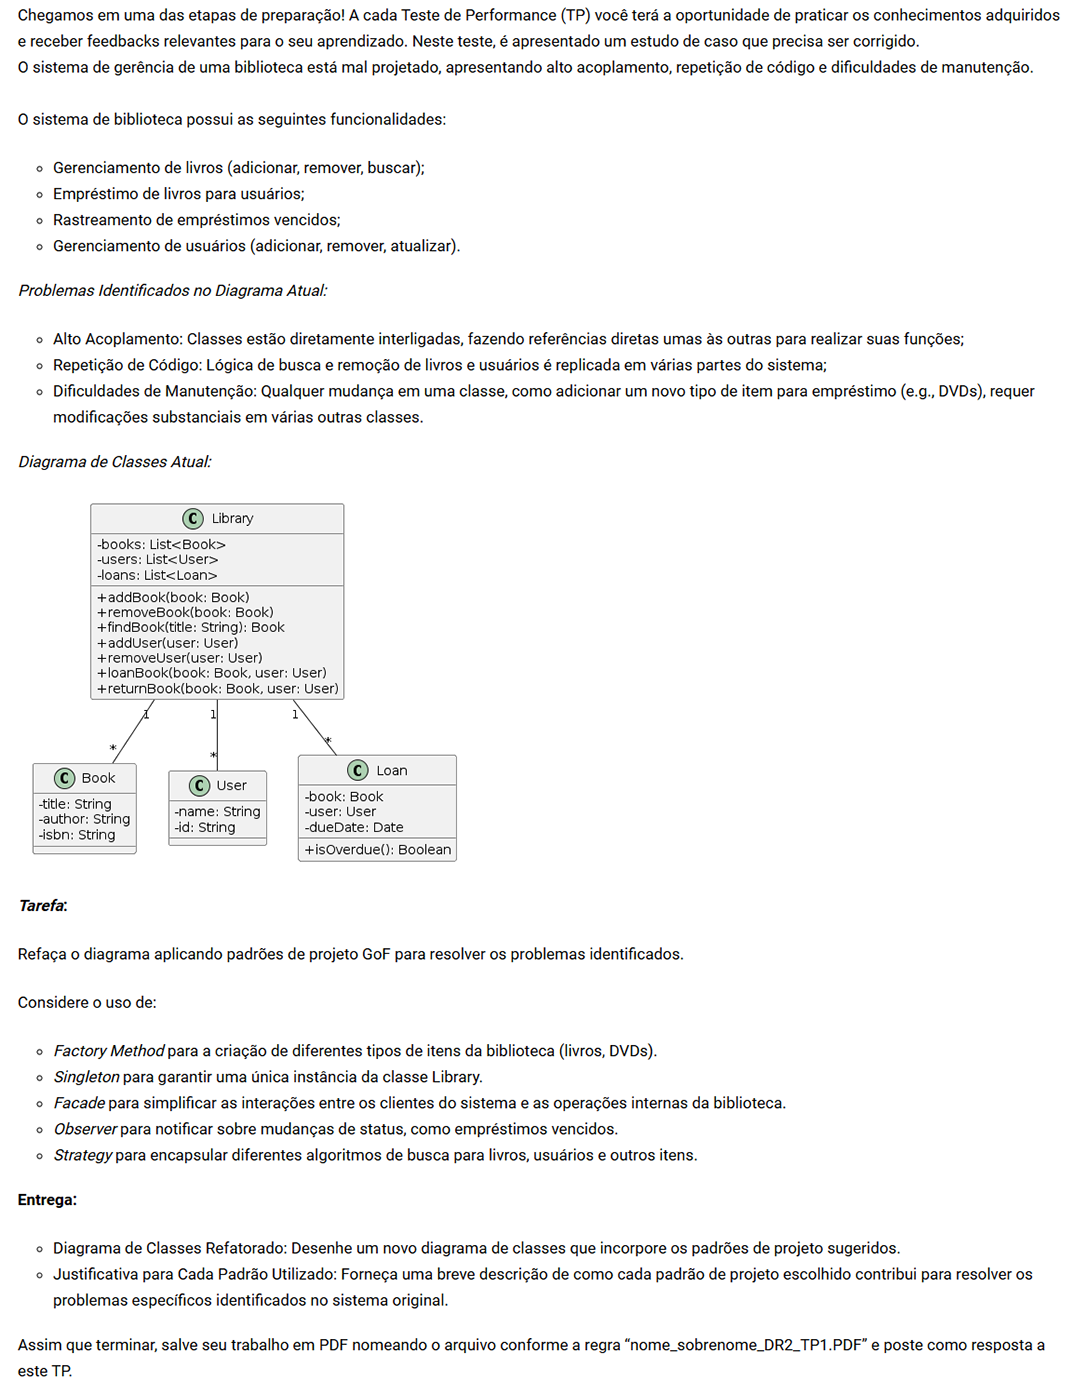 Chegamos em uma das etapas de preparação! A cada Teste de Performance (TP) você terá a oportunidade de praticar os conhecimentos adquiridos
e receber feedbacks relevantes para o seu aprendizado. Neste teste, é apresentado um estudo de caso que precisa ser corrigido.
O sistema de gerência de uma biblioteca está mal projetado, apresentando alto acoplamento, repetição de código e dificuldades de manutenção.
O sistema de biblioteca possui as seguintes funcionalidades:
Gerenciamento de livros (adicionar, remover, buscar);
Empréstimo de livros para usuários;
Rastreamento de empréstimos vencidos;
Gerenciamento de usuários (adicionar, remover, atualizar).
Problemas Identificados no Diagrama Atual:
Alto Acoplamento: Classes estão diretamente interligadas, fazendo referências diretas umas às outras para realizar suas funções;
Repetição de Código: Lógica de busca e remoção de livros e usuários é replicada em várias partes do sistema;
Dificuldades de Manutenção: Qualquer mudança em uma classe, como adicionar um novo tipo de item para empréstimo (e.g., DVDs), requer
modificações substanciais em várias outras classes.
Diagrama de Classes Atual:
C Library
-books: List<Book>
-users: List<User>
-loans: List<Loan>
+addBook(book: Book)
+removeBook(book: Book)
+findBook(title: String): Book
+addUser(user: User)
+removeUser(user: User)
+loanBook(book: Book, user: User)
+returnBook(book: Book, user: User)
1 1 1
* * *
C Book
-title: String
-author: String
-isbn: String
C User
-name: String
-id: String
C Loan
-book: Book
-user: User
-dueDate: Date
+isOverdue(): Boolean
Tarefa:
Refaça o diagrama aplicando padrões de projeto GoF para resolver os problemas identificados.
Considere o uso de:
Factory Method para a criação de diferentes tipos de itens da biblioteca (livros, DVDs).
Singleton para garantir uma única instância da classe Library.
Facade para simplificar as interações entre os clientes do sistema e as operações internas da biblioteca.
Observer para notificar sobre mudanças de status, como empréstimos vencidos.
Strategy para encapsular diferentes algoritmos de busca para livros, usuários e outros itens.
Entrega:
Diagrama de Classes Refatorado: Desenhe um novo diagrama de classes que incorpore os padrões de projeto sugeridos.
Justificativa para Cada Padrão Utilizado: Forneça uma breve descrição de como cada padrão de projeto escolhido contribui para resolver os
problemas específicos identificados no sistema original.
Assim que terminar, salve seu trabalho em PDF nomeando o arquivo conforme a regra “nome_sobrenome_DR2_TP1.PDF” e poste como resposta a
este TP.